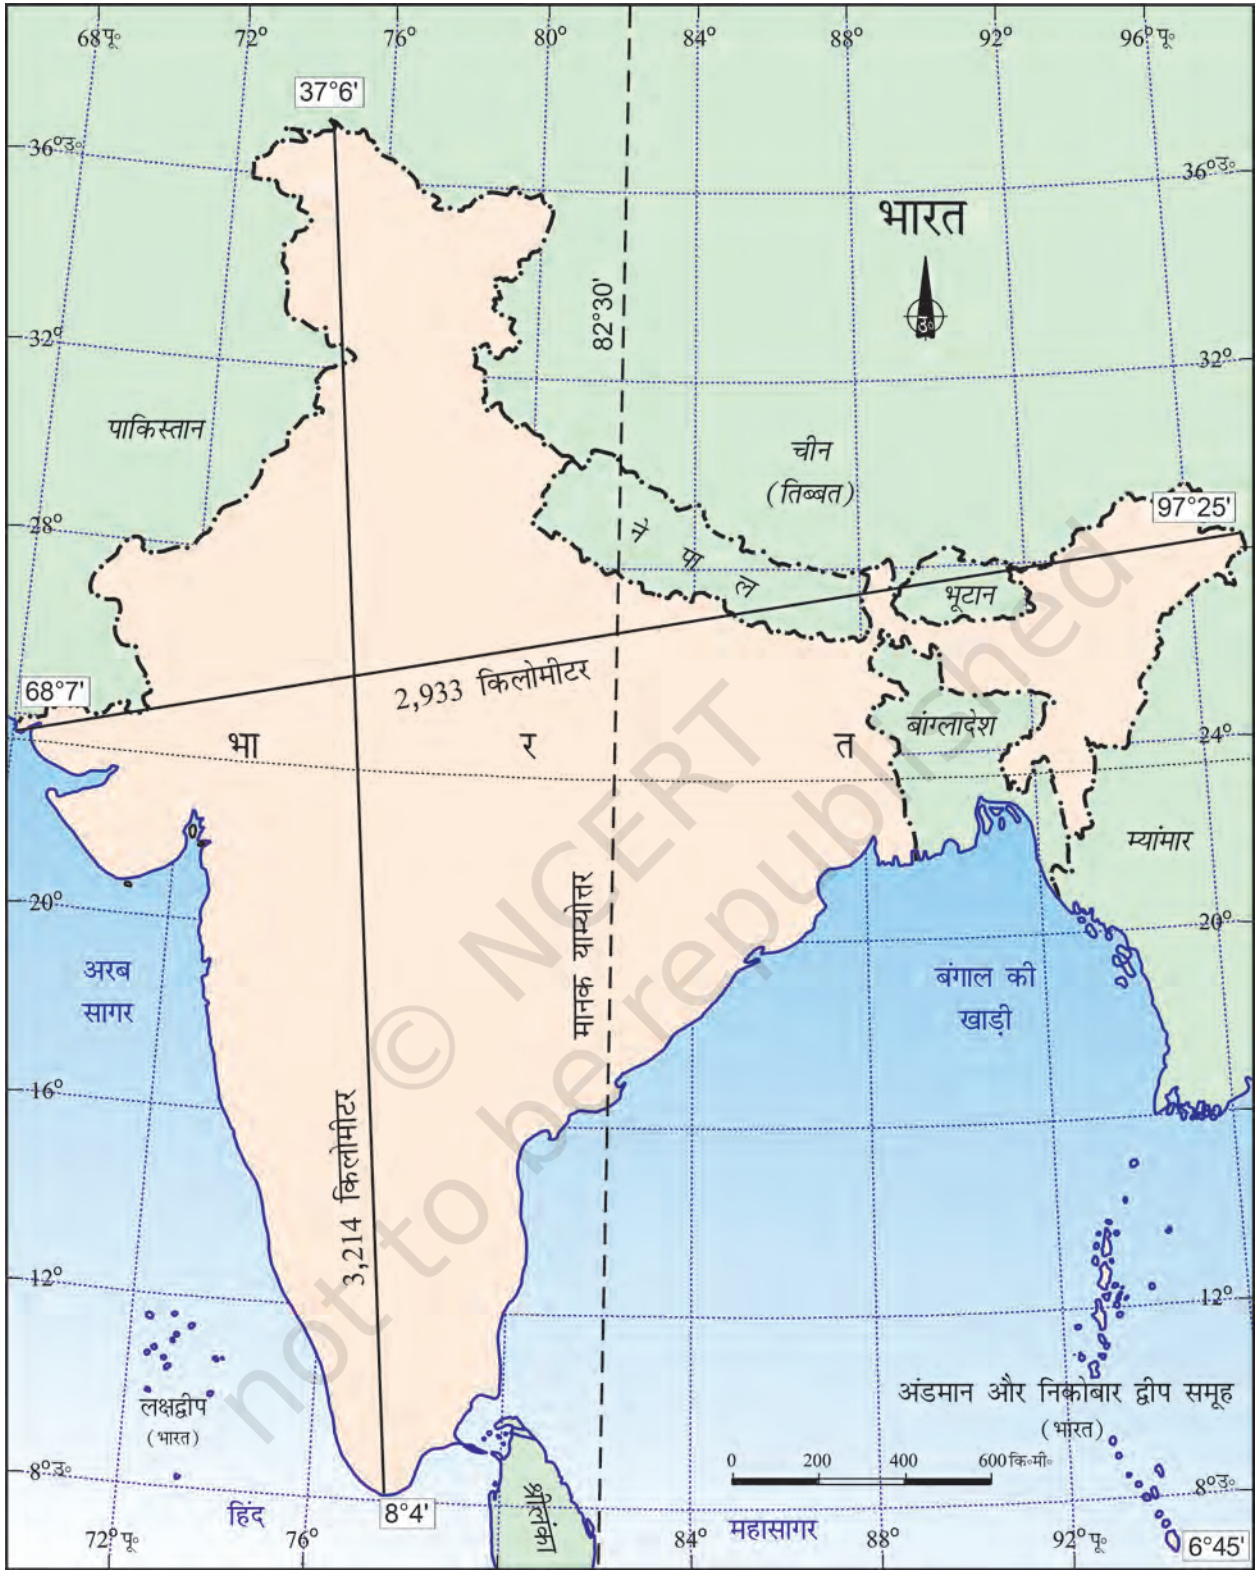 68°पू॰ 72° 76° 80° 84° 88° 92° 96°पू॰
37°6'
36°उ॰ 36°उ॰
भारत
उ॰
82°30'
32° 32°
पाकिस्तान
चीन
(तिब्बत)
97°25'
28°
ने पा ल
भूटान
68°7'
2,933 किलोमीटर
बांग्लादेश
भा र त
24°
म्यांमार
20° 20°
मानक याम्योत्तर
अरब
सागर
बंगाल की
खाड़ी
16°
3,214 किलोमीटर
12° 12°
लक्षद्वीप
(भारत)
अंडमान और निकोबार द्वीप समूह
(भारत)
0 200 400 600 कि॰मी॰
8°उ॰ 8°उ॰
8°4'
हिंद
श्रीलंका
महासागर
72°पू॰ 76° 84° 88° 92°पू॰
6°45'
© NCERT
not to be republished